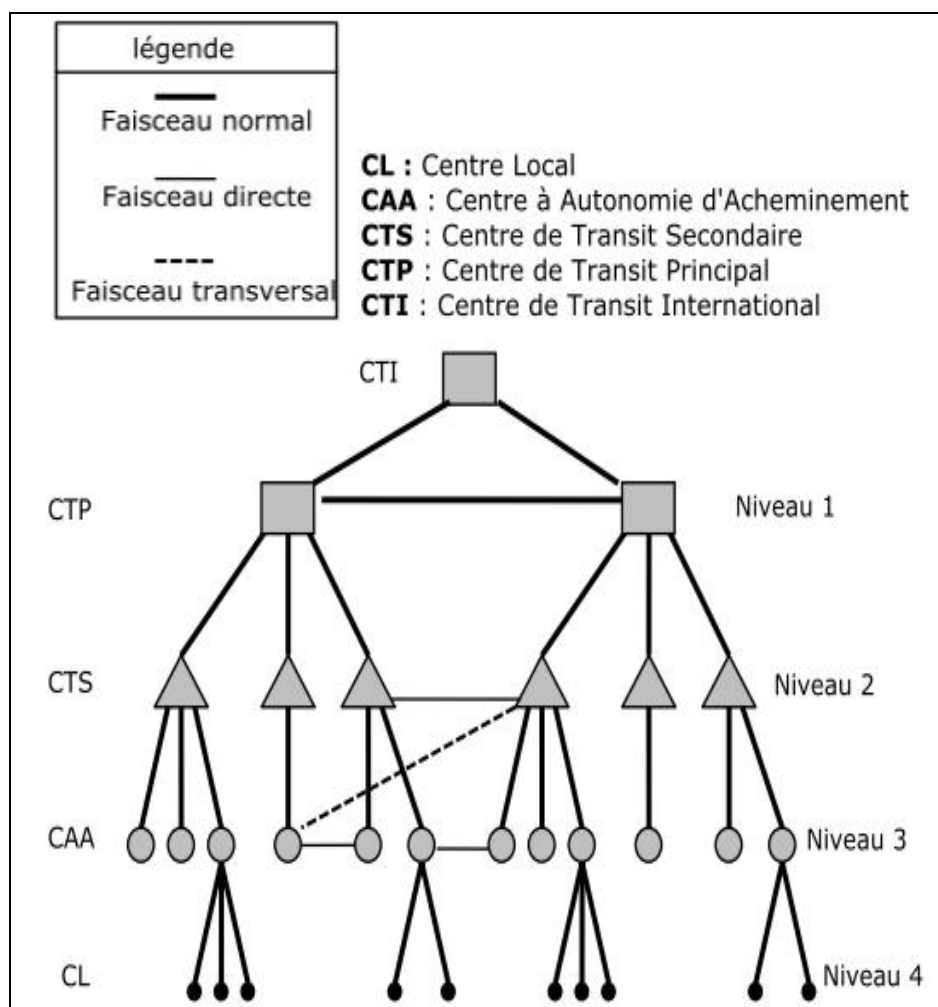 légende
Faisceau normal
Faisceau directe
Faisceau transversal
CL : Centre Local
CAA : Centre à Autonomie d'Acheminement
CTS : Centre de Transit Secondaire
CTP : Centre de Transit Principal
CTI : Centre de Transit International
CTI
CTP
Niveau 1
CTS
Niveau 2
CAA
Niveau 3
CL
Niveau 4